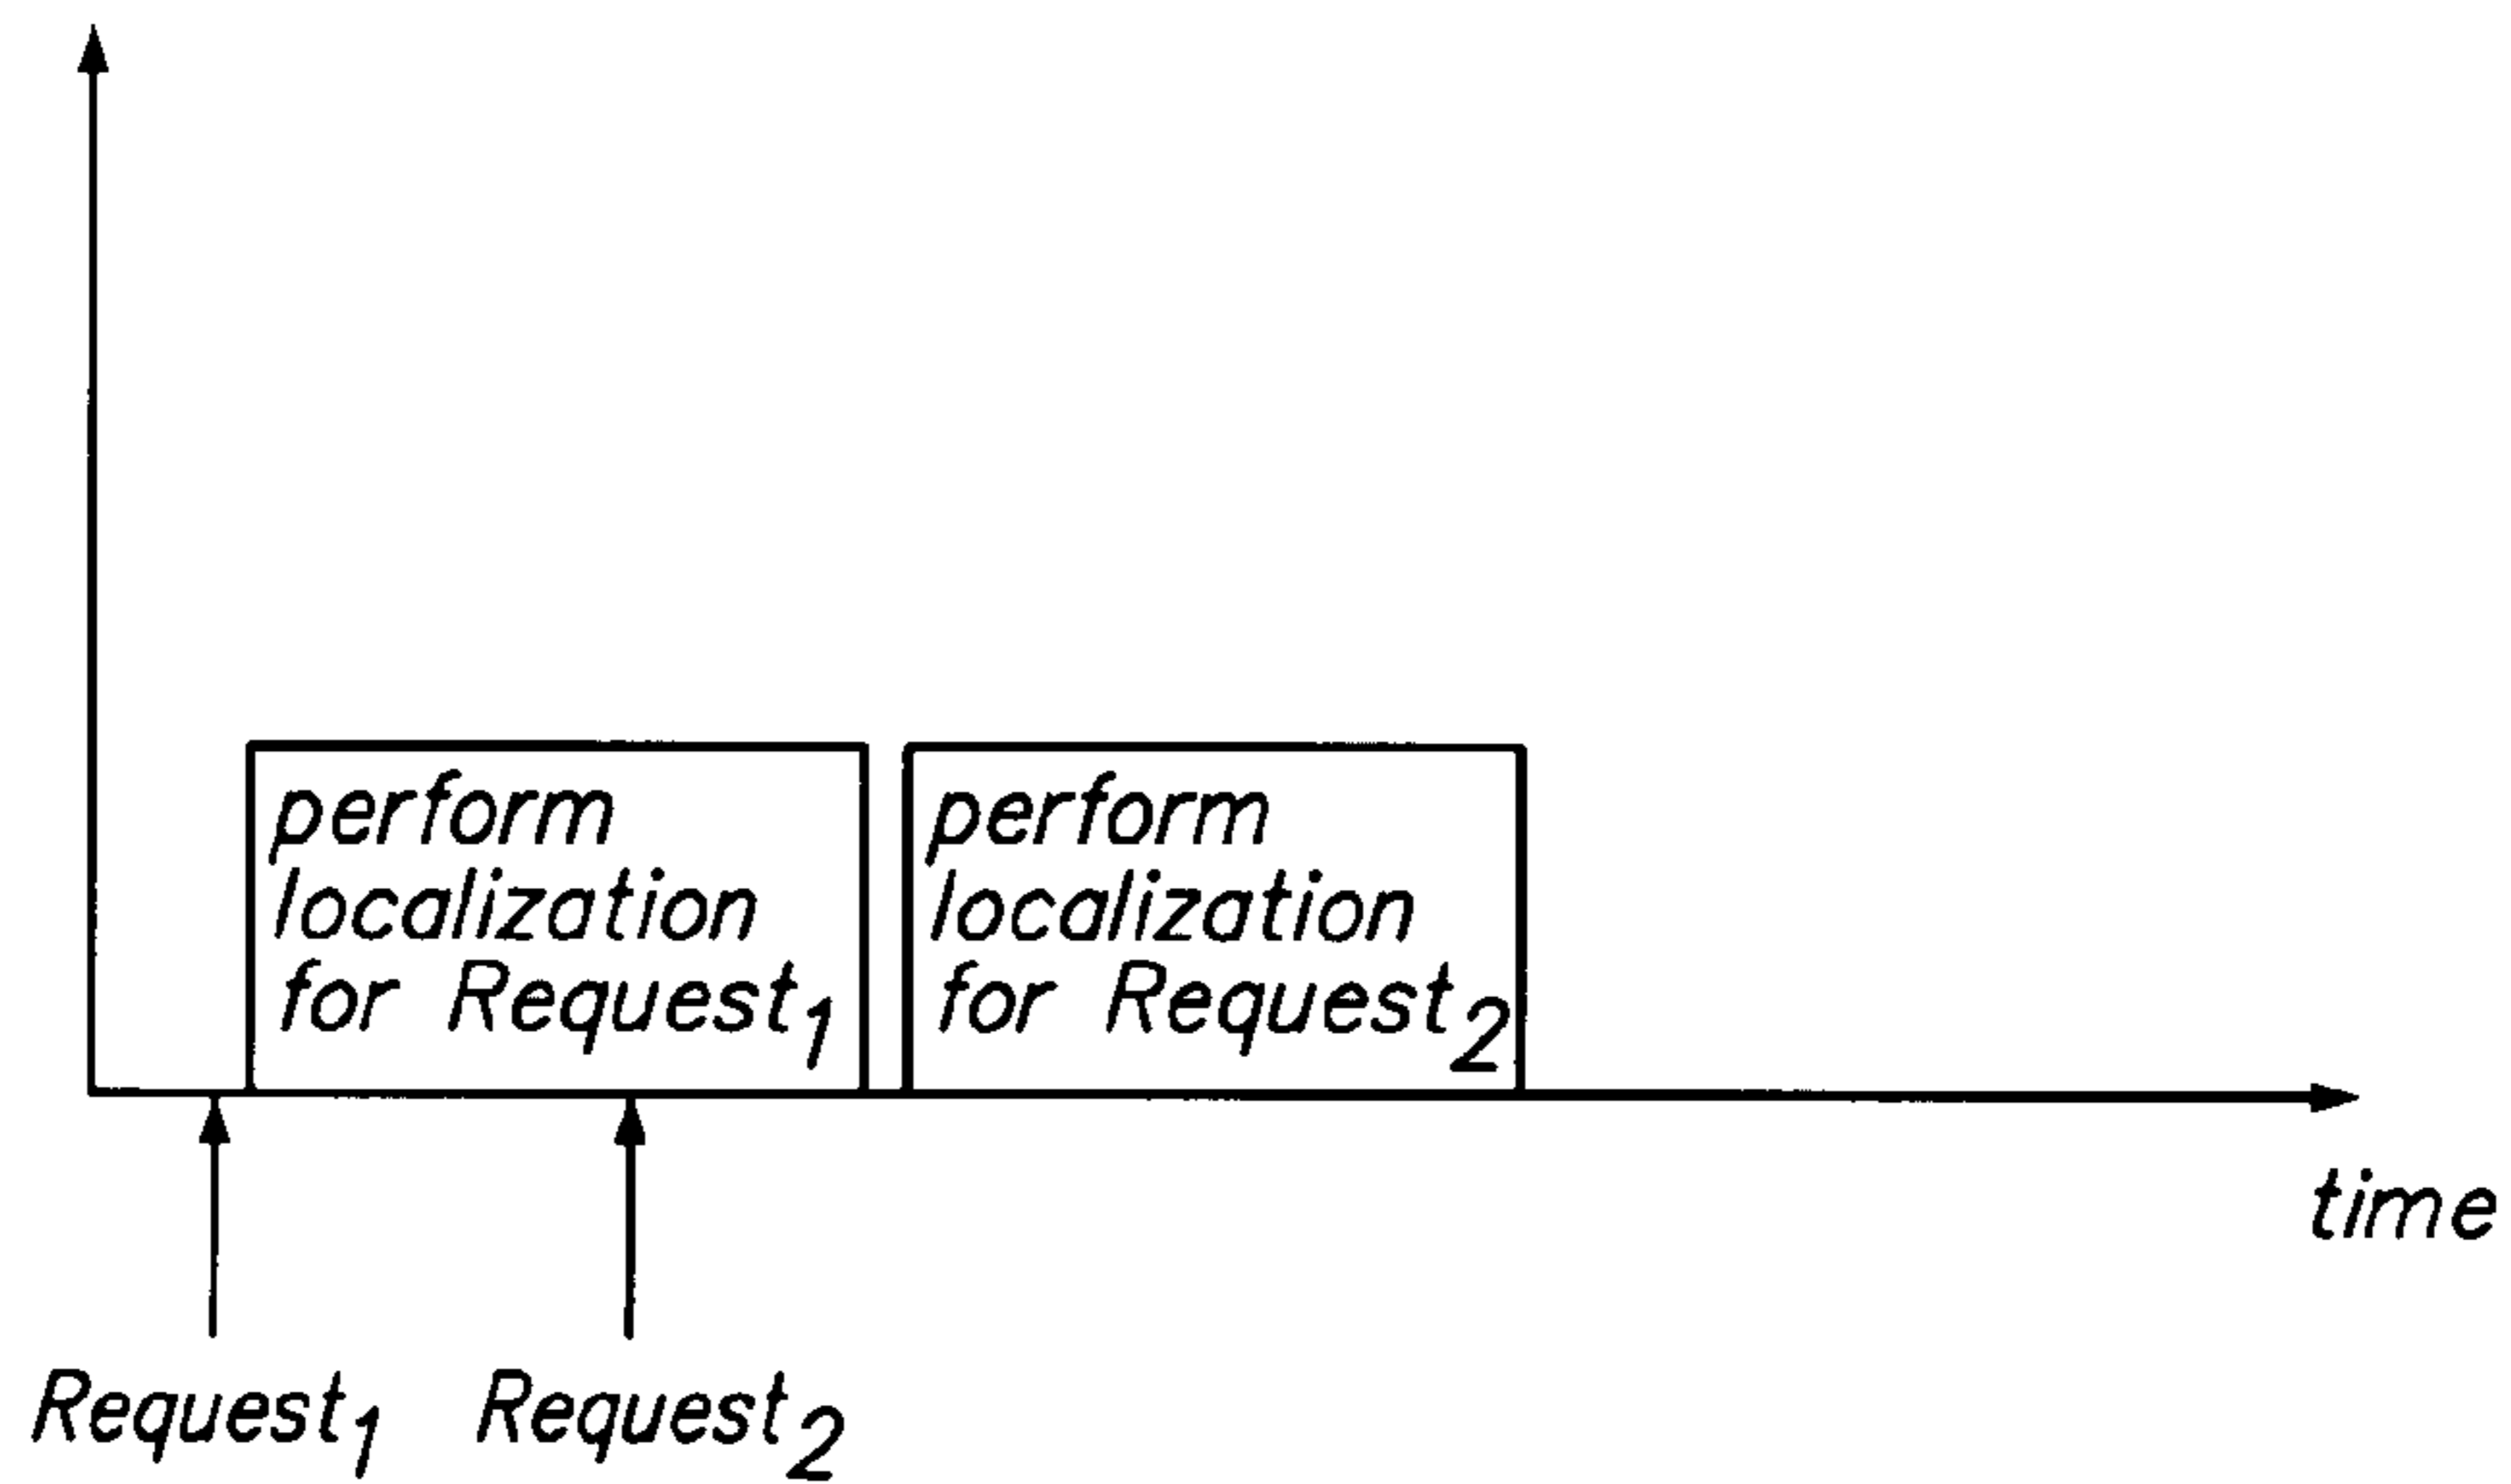 perform
localization
for Request1
perform
localization
for Request2
time
Request1
Request2